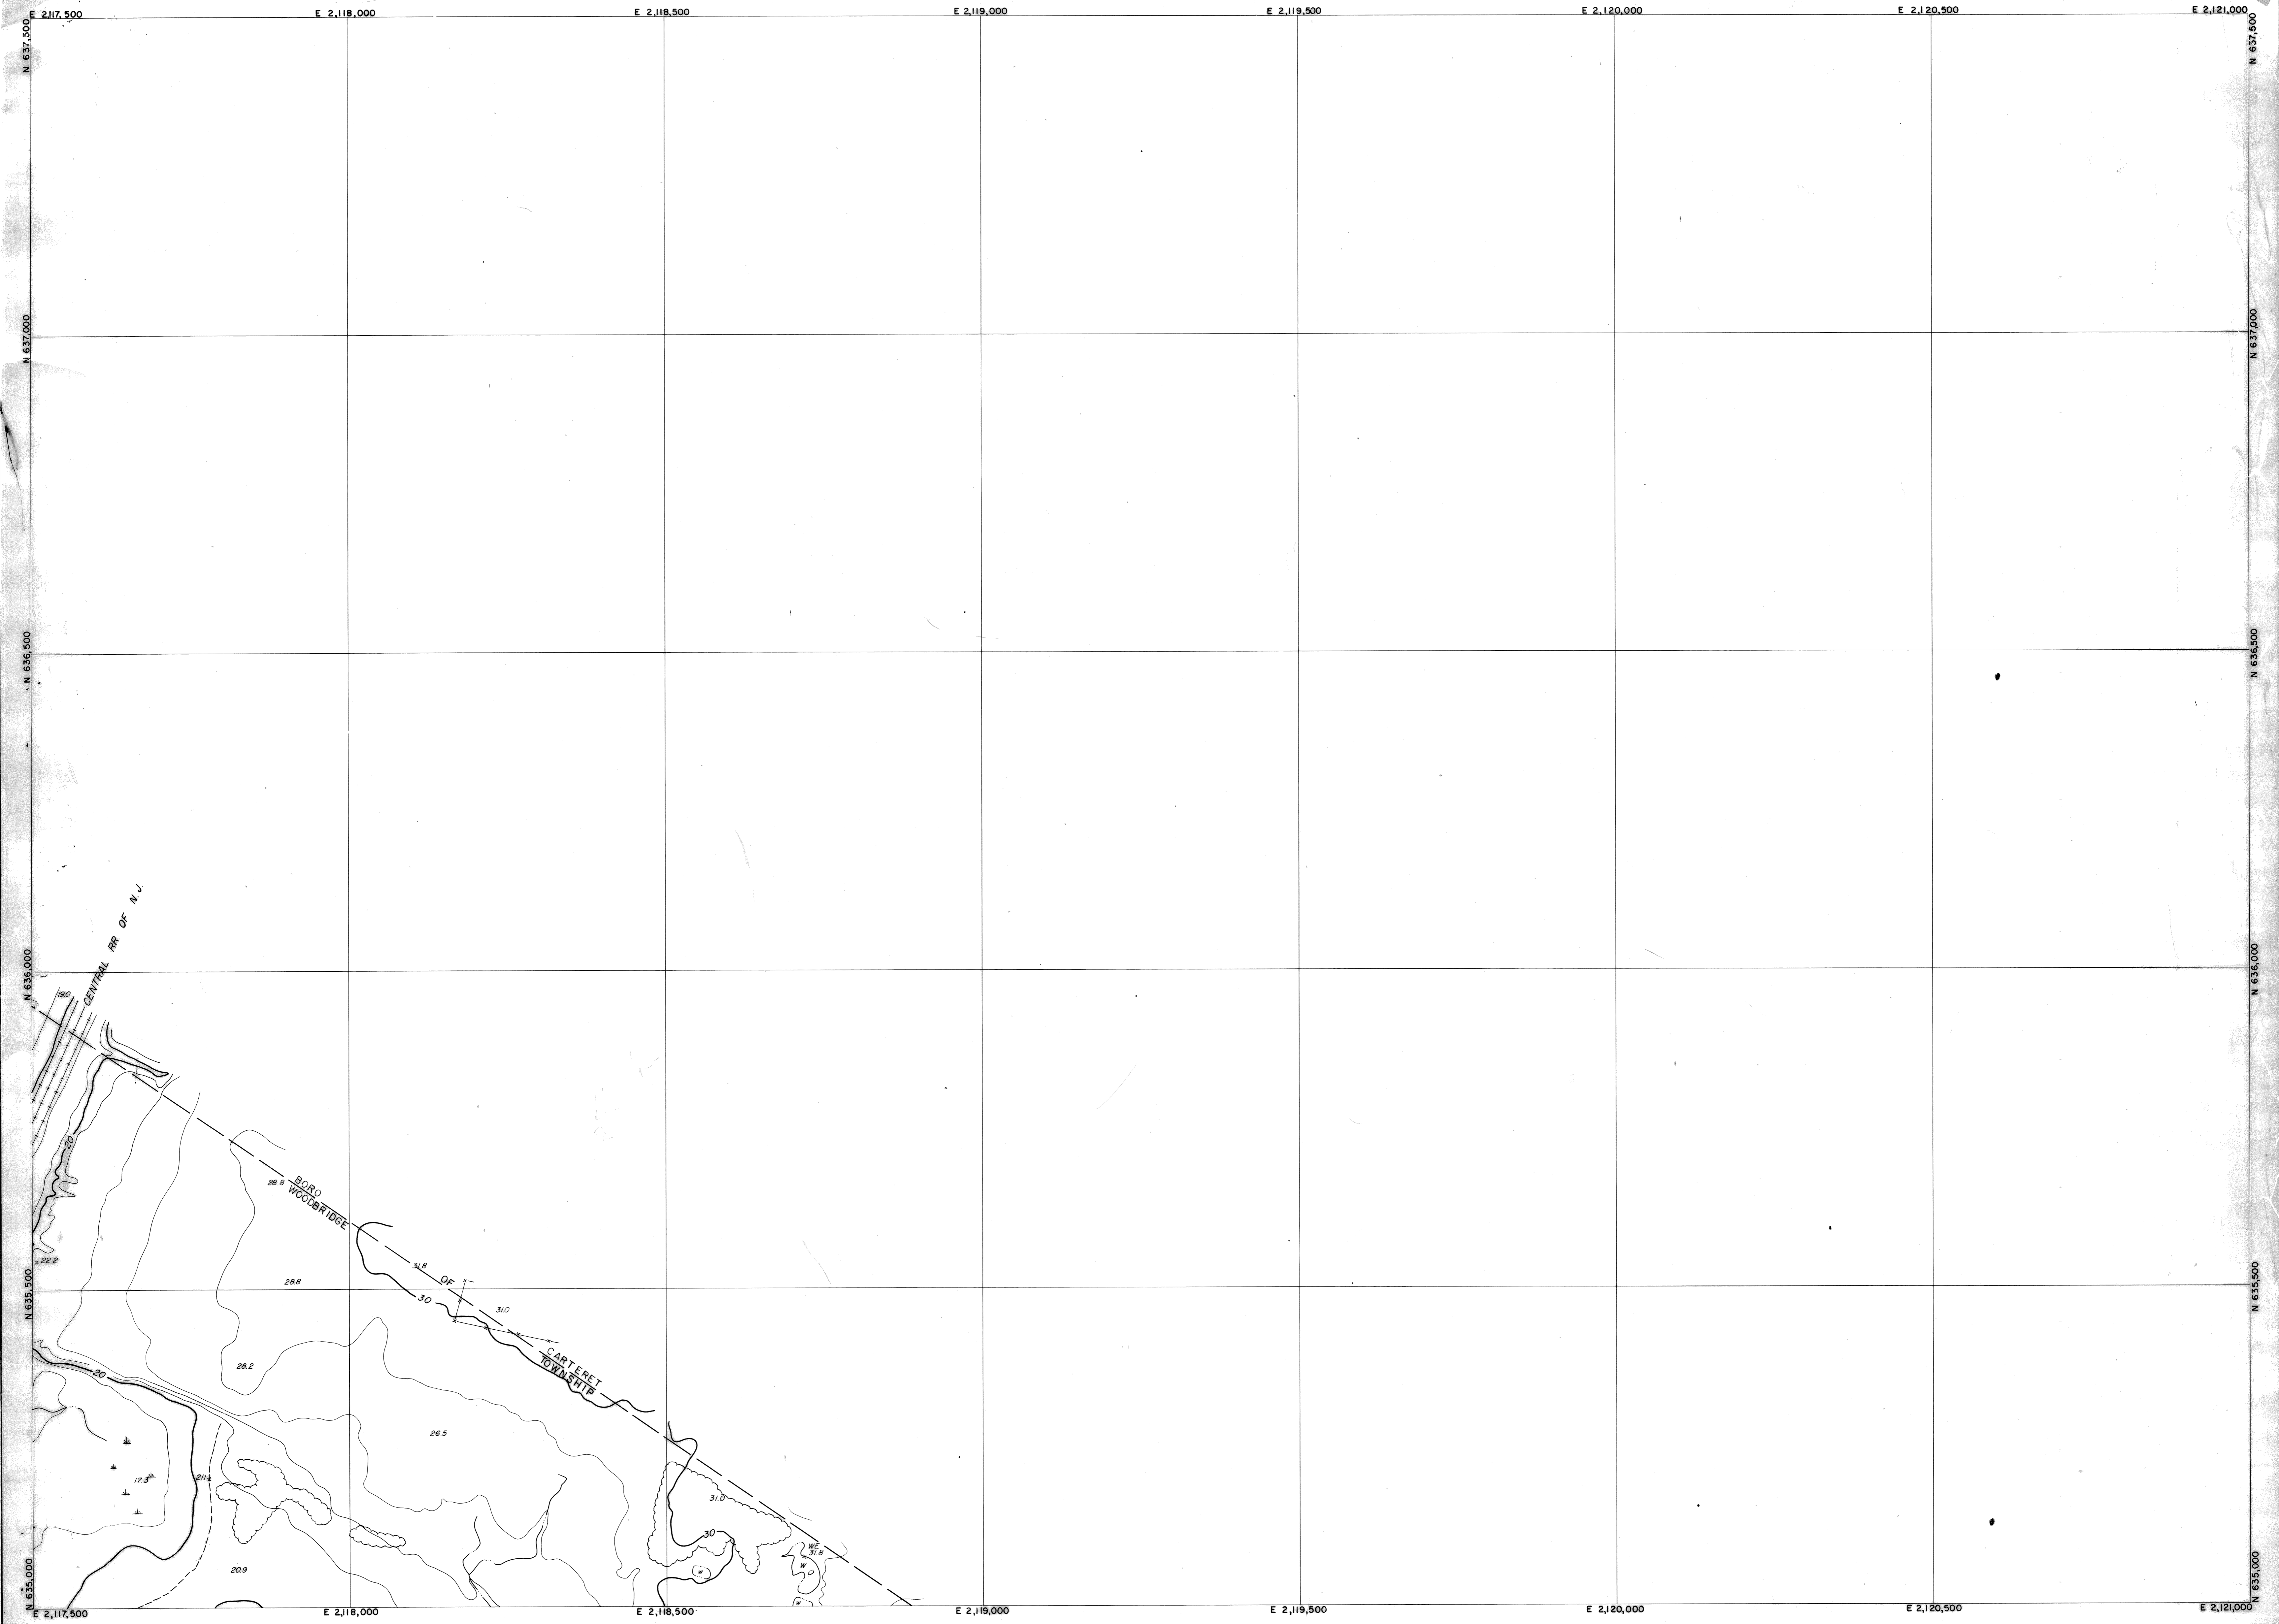 E 2,117,500
E 2,118,000
E 2,118,500
E 2,119,000
E 2,119,500
E 2,120,000
E 2,120,500
E 2,121,000
N 637,500
N 637,500
N 637,000
N 637,000
N 636,500
N 636,500
CENTRAL RR. OF N.J.
N 636,000
N 636,000
19.0
20
28.8
BORO
WOODBRIDGE
22.2
31.8
OF
28.8
N 635,500
N 635,500
30
31.0
CARTERET
TOWNSHIP
28.2
20
26.5
17.3
21.1
31.0
30
W.E.
31.8
W
W
20.9
W
N 635,000
N 635,000
E 2,117,500
E 2,118,000
E 2,118,500
E 2,119,000
E 2,119,500
E 2,120,000
E 2,120,500
E 2,121,000